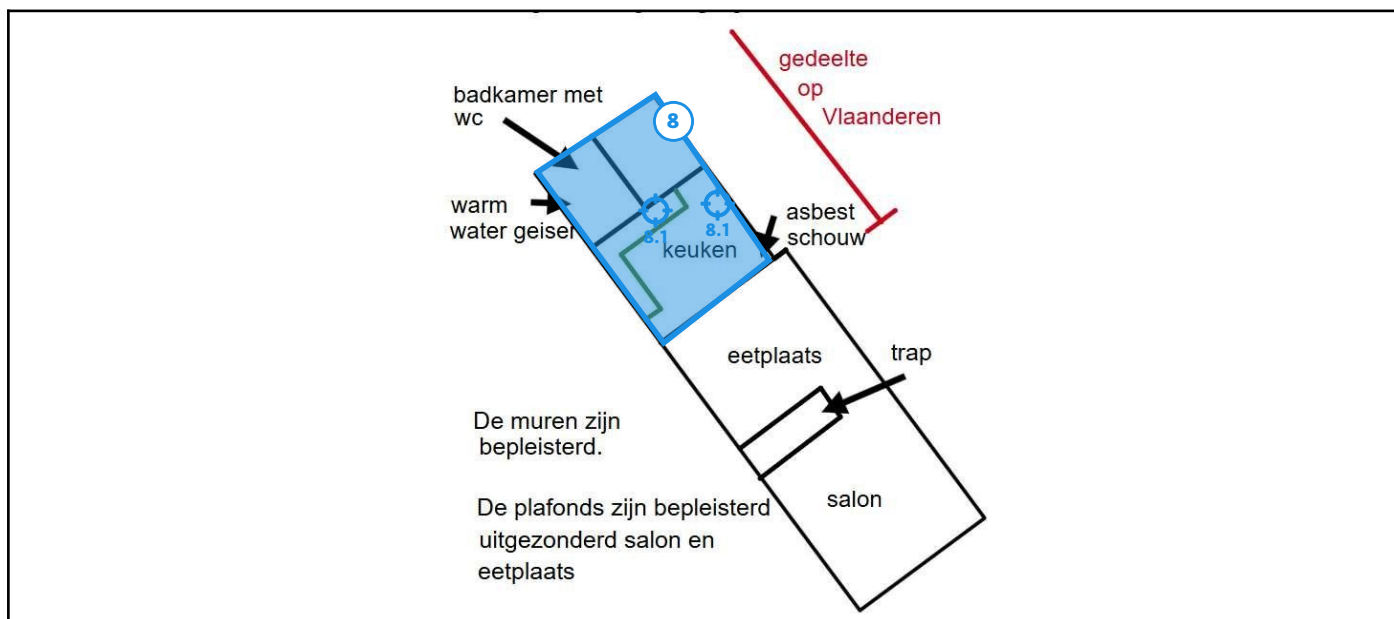 gedeelte
op
Vlaanderen
badkamer met
wc
8
warm
water geiser
asbest
schouw
8.1
8.1
keuken
eetplaats
trap
De muren zijn
bepleisterd.
salon
De plafonds zijn bepleisterd
uitgezonderd salon en
eetplaats